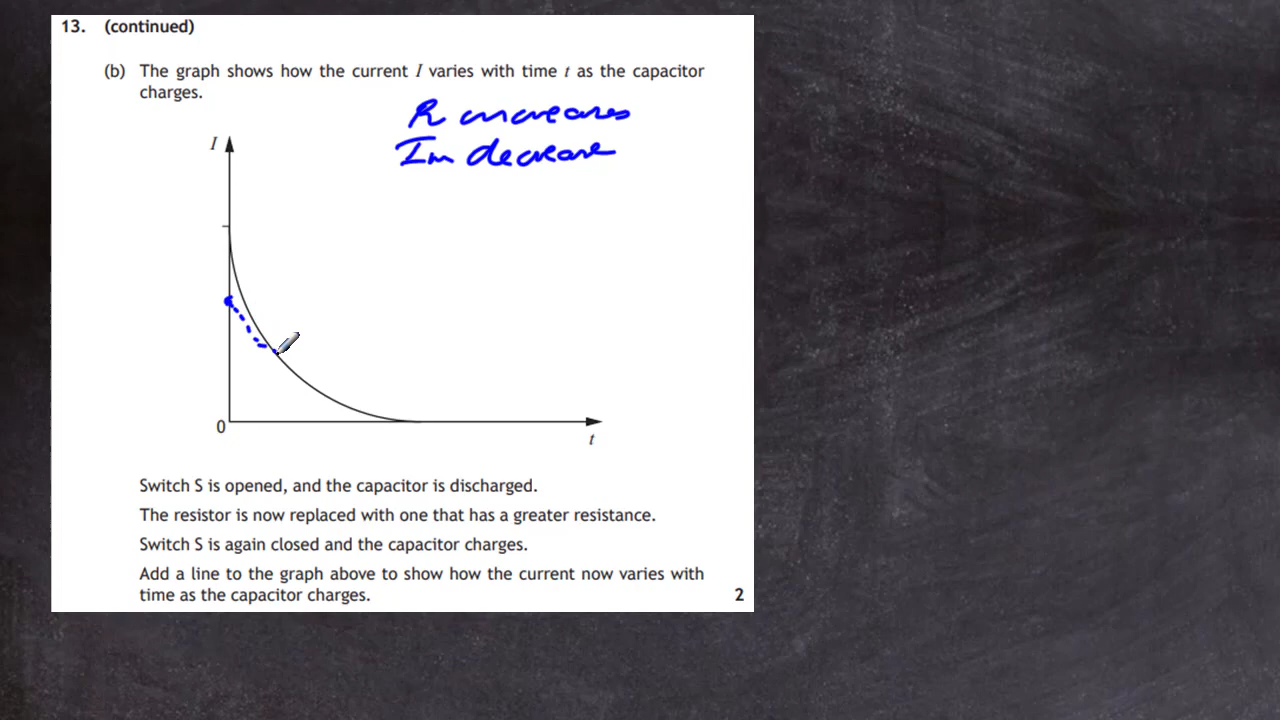 13. (continued)
(b) The graph shows how the current I varies with time t as the capacitor
charges.
R increases
Im decrease
I
0
t
Switch S is opened, and the capacitor is discharged.
The resistor is now replaced with one that has a greater resistance.
Switch S is again closed and the capacitor charges.
Add a line to the graph above to show how the current now varies with
time as the capacitor charges.
2